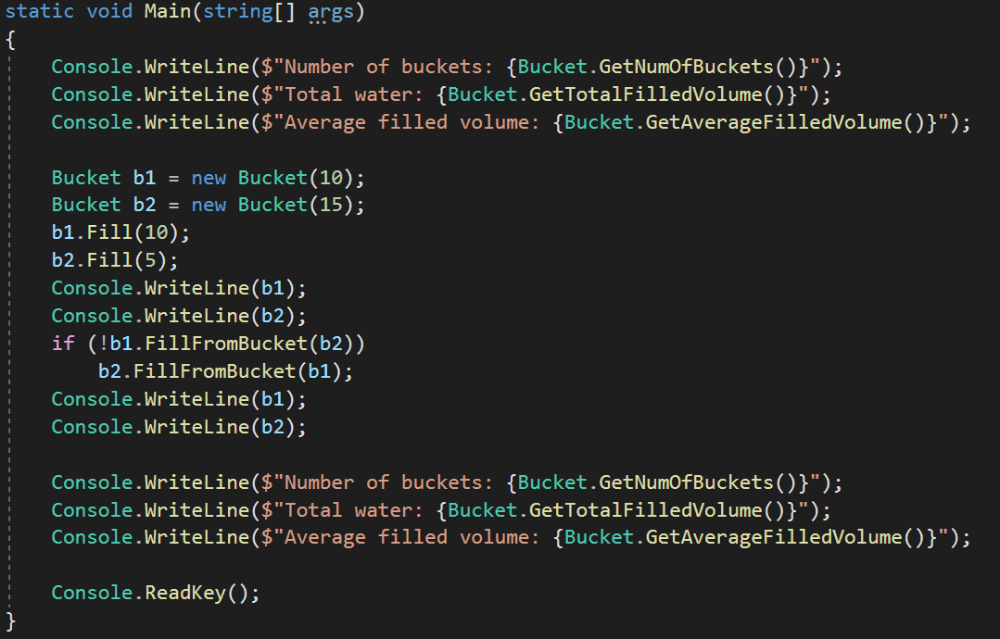 static void Main(string[] args)
{
    Console.WriteLine($"Number of buckets: {Bucket.GetNumOfBuckets()}");
    Console.WriteLine($"Total water: {Bucket.GetTotalFilledVolume()}");
    Console.WriteLine($"Average filled volume: {Bucket.GetAverageFilledVolume()}");

    Bucket b1 = new Bucket(10);
    Bucket b2 = new Bucket(15);
    b1.Fill(10);
    b2.Fill(5);
    Console.WriteLine(b1);
    Console.WriteLine(b2);
    if (!b1.FillFromBucket(b2))
        b2.FillFromBucket(b1);
    Console.WriteLine(b1);
    Console.WriteLine(b2);

    Console.WriteLine($"Number of buckets: {Bucket.GetNumOfBuckets()}");
    Console.WriteLine($"Total water: {Bucket.GetTotalFilledVolume()}");
    Console.WriteLine($"Average filled volume: {Bucket.GetAverageFilledVolume()}");

    Console.ReadKey();
}